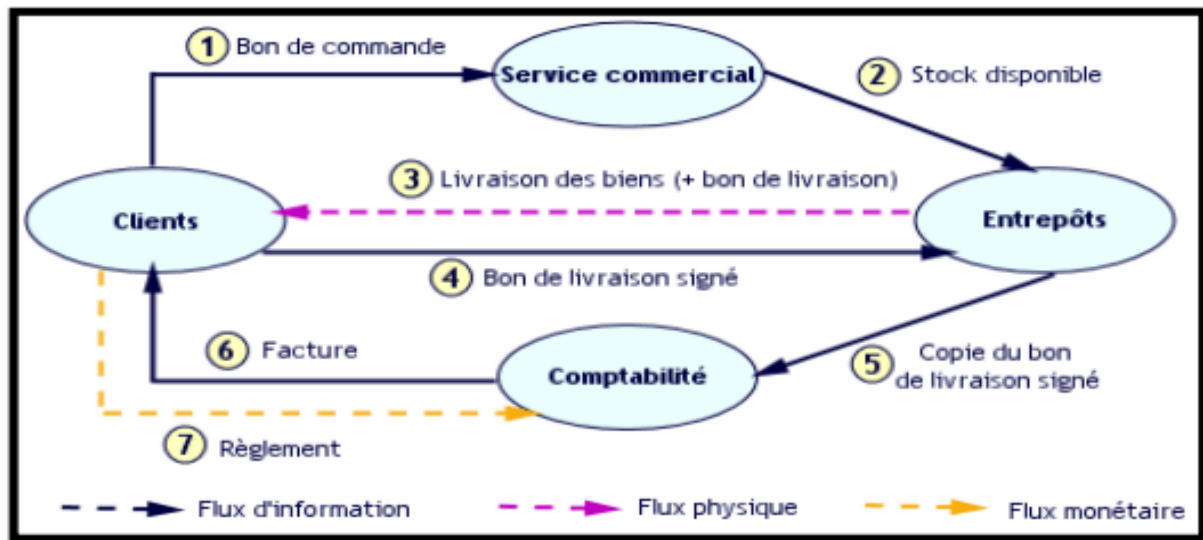 1 Bon de commande
Service commercial
2 Stock disponible
3 Livraison des biens (+ bon de livraison)
Clients
Entrepôts
4 Bon de livraison signé
6 Facture
Comptabilité
5 Copie du bon
de livraison signé
7 Règlement
Flux d'information
Flux physique
Flux monétaire